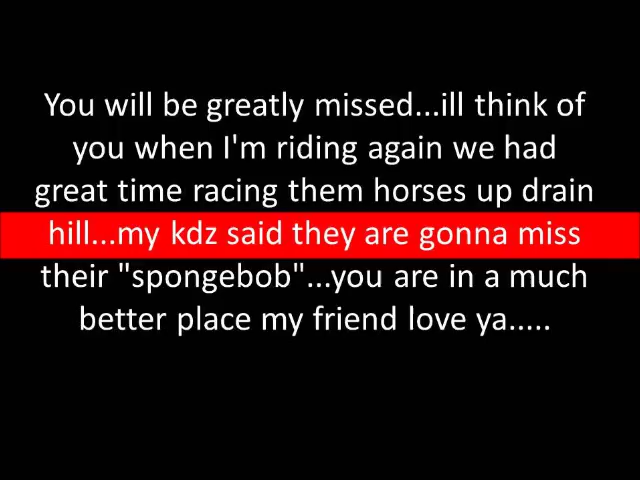 You will be greatly missed...ill think of
you when I'm riding again we had
great time racing them horses up drain
hill...my kdz said they are gonna miss
their "spongebob"...you are in a much
better place my friend love ya.....